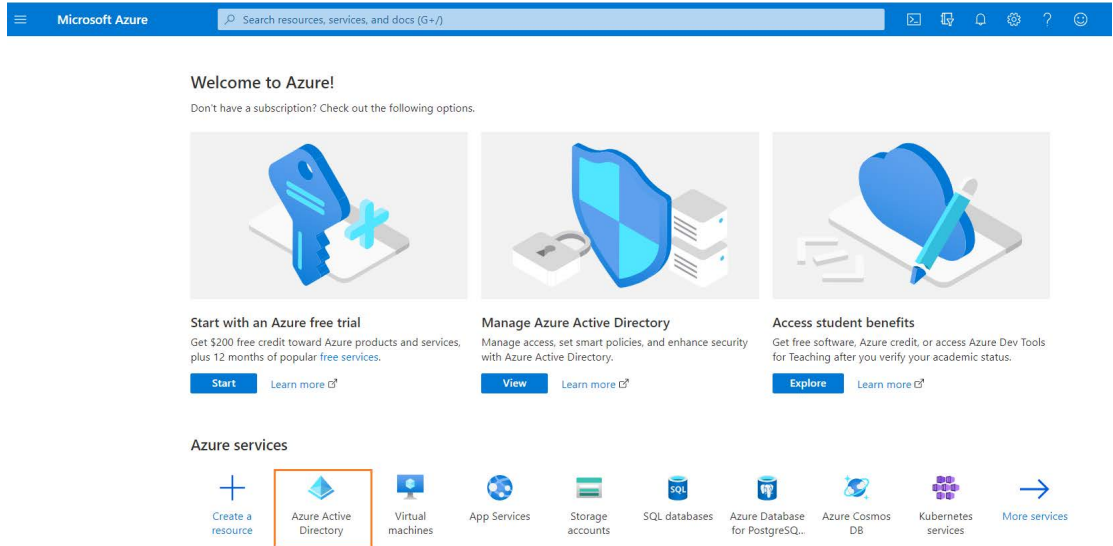 Microsoft Azure
Search resources, services, and docs (G+/)
Welcome to Azure!
Don't have a subscription? Check out the following options.
Start with an Azure free trial
Get $200 free credit toward Azure products and services,
plus 12 months of popular free services.
Start
Learn more
Manage Azure Active Directory
Manage access, set smart policies, and enhance security
with Azure Active Directory.
View
Learn more
Access student benefits
Get free software, Azure credit, or access Azure Dev Tools
for Teaching after you verify your academic status.
Explore
Learn more
Azure services
Create a
resource
Azure Active
Directory
Virtual
machines
App Services
Storage
accounts
SQL
SQL databases
Azure Database
for PostgreSQ...
Azure Cosmos
DB
Kubernetes
services
More services